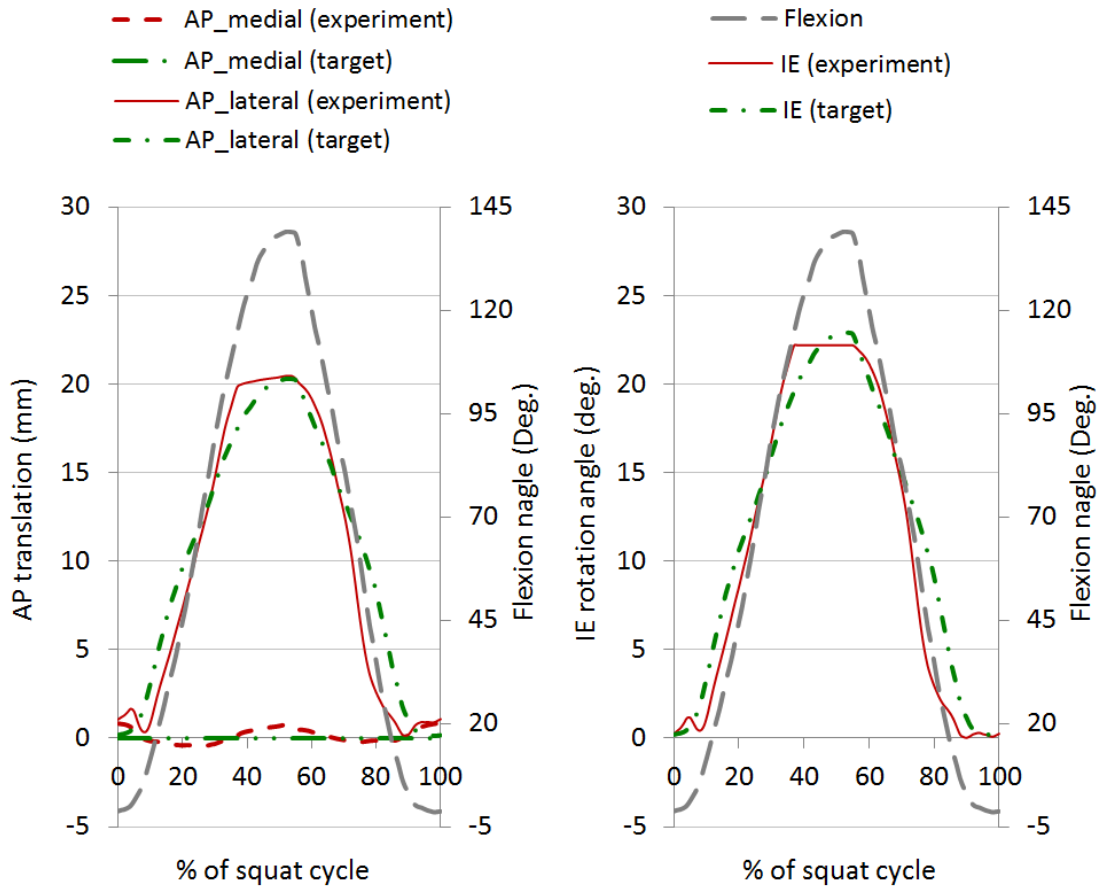 AP_medial (experiment)
AP_medial (target)
AP_lateral (experiment)
AP_lateral (target)
Flexion
IE (experiment)
IE (target)
AP translation (mm)
30
25
20
15
10
5
0
-5
0 20 40 60 80 100
% of squat cycle
145
120
95
70
45
20
-5
Flexion nagle (Deg.)
IE rotation angle (deg.)
30
25
20
15
10
5
0
-5
0 20 40 60 80 100
% of squat cycle
145
120
95
70
45
20
-5
Flexion nagle (Deg.)